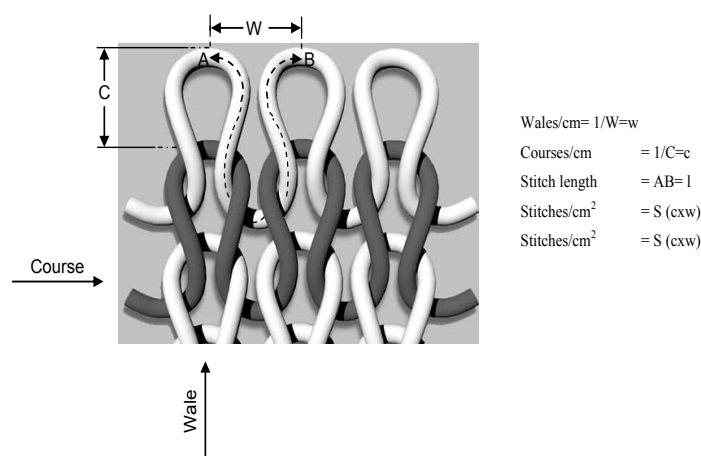 W
A
B
C
Wales/cm= 1/W=w
Courses/cm = 1/C=c
Stitch length = AB= l
Stitches/cm² = S (cxw)
Stitches/cm² = S (cxw)
Course
Wale